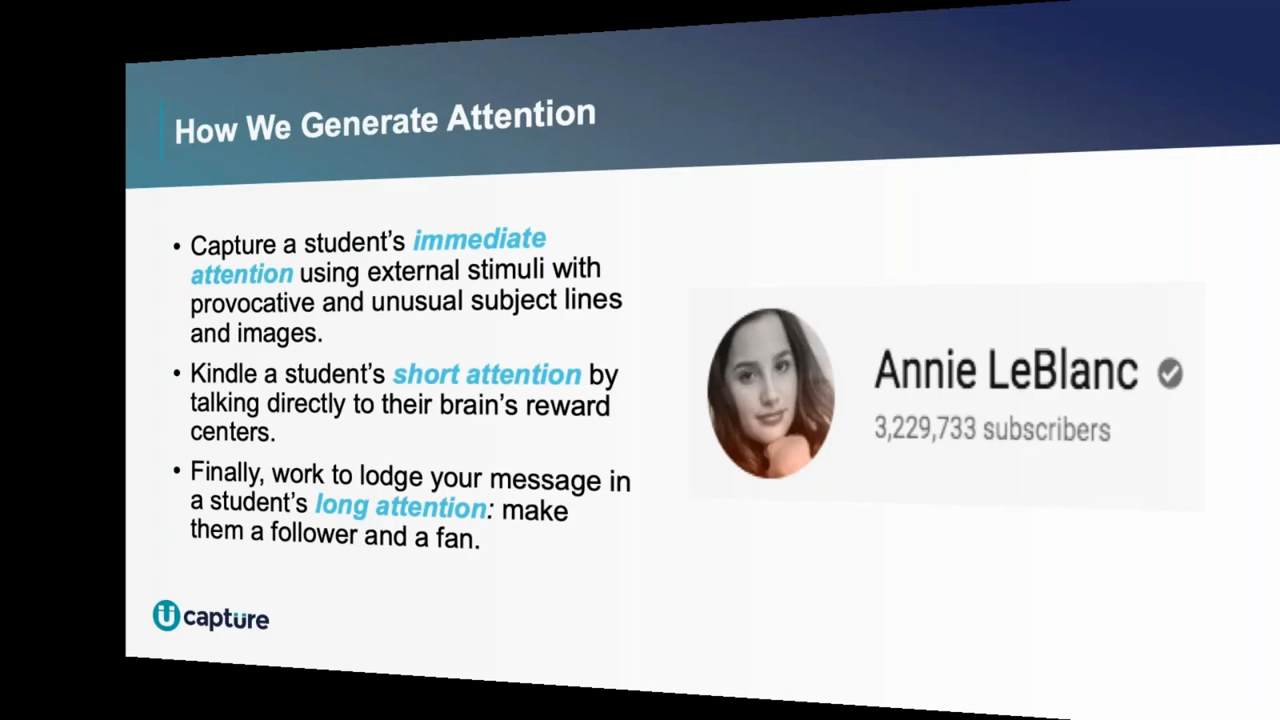 How We Generate Attention
• Capture a student's immediate
attention using external stimuli with
provocative and unusual subject lines
and images.
• Kindle a student's short attention by
talking directly to their brain's reward
centers.
• Finally, work to lodge your message in
a student's long attention: make
them a follower and a fan.
Annie LeBlanc
3,229,733 subscribers
Ü capture